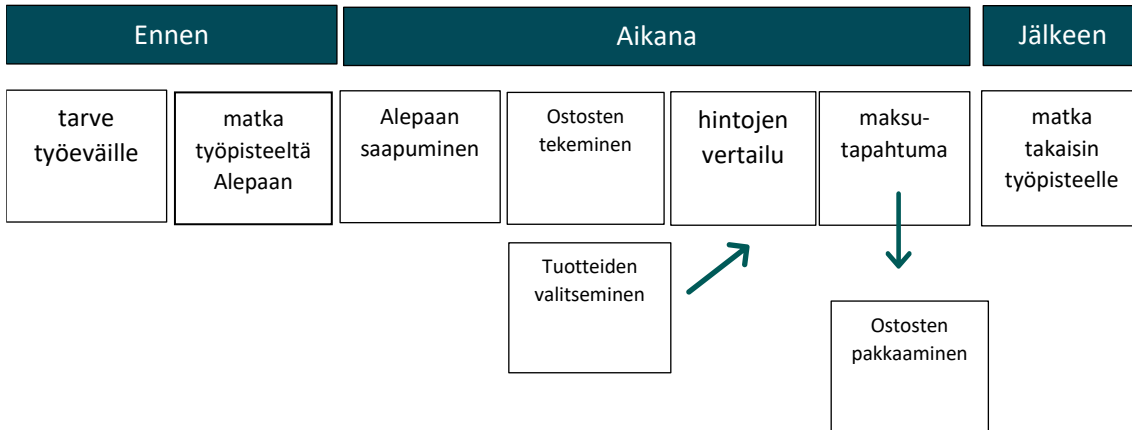 Ennen
Aikana
Jälkeen
tarve
työeväille
matka
työpisteeltä
Alepaan
Alepaan
saapuminen
Ostosten
tekeminen
hintojen
vertailu
maksu-
tapahtuma
matka
takaisin
työpisteelle
Tuotteiden
valitseminen
Ostosten
pakkaaminen